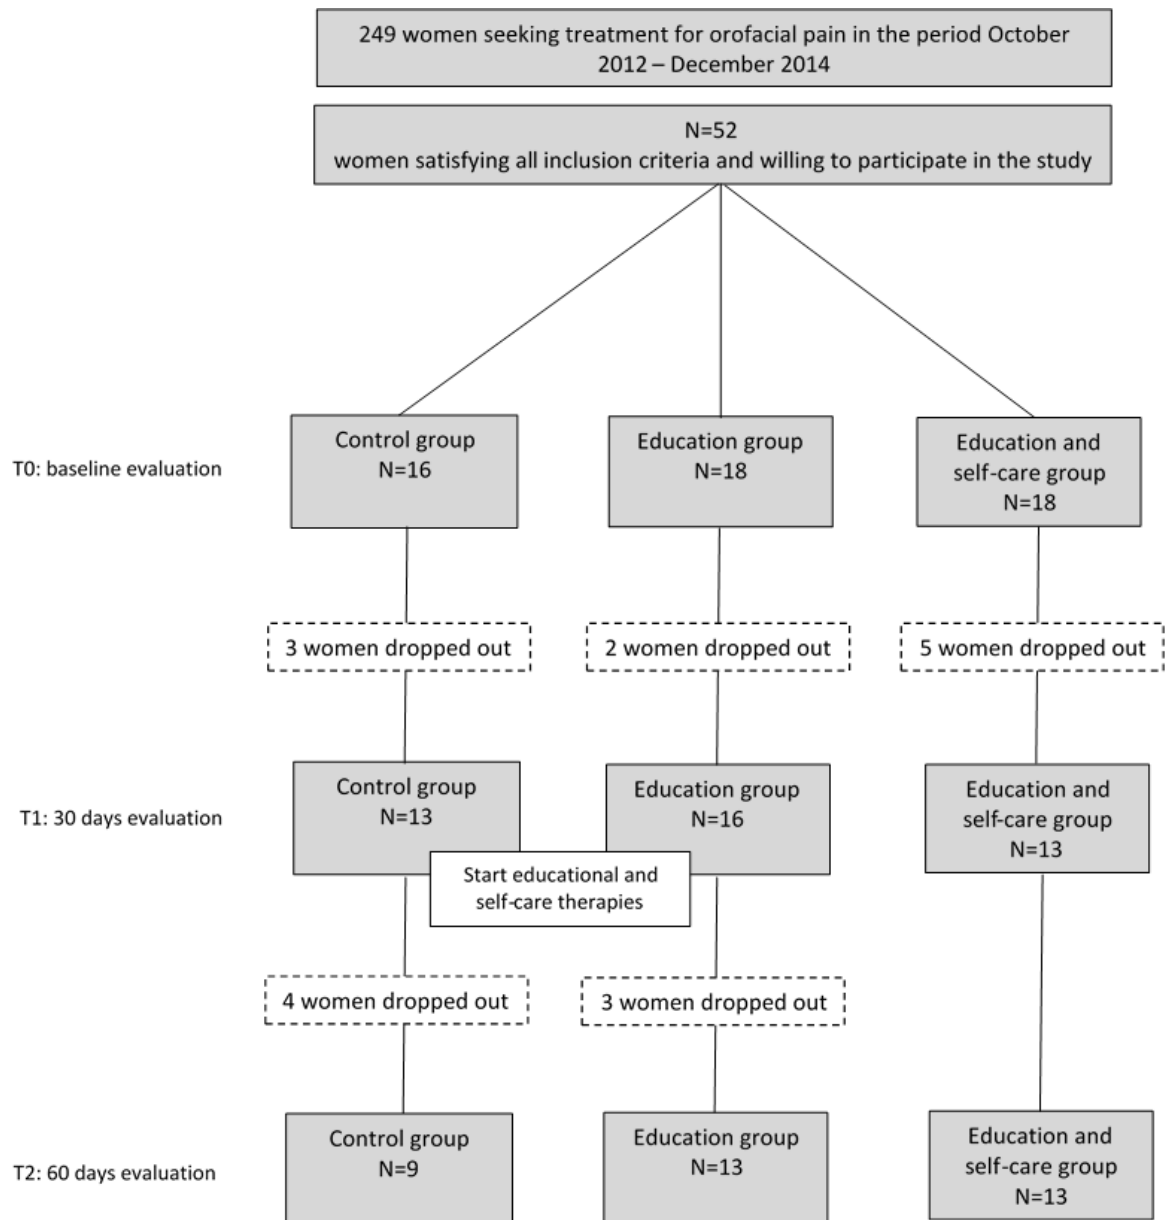 249 women seeking treatment for orofacial pain in the period October
2012 – December 2014
N=52
women satisfying all inclusion criteria and willing to participate in the study
T0: baseline evaluation
Control group
N=16
Education group
N=18
Education and
self-care group
N=18
3 women dropped out
2 women dropped out
5 women dropped out
T1: 30 days evaluation
Control group
N=13
Education group
N=16
Education and
self-care group
N=13
Start educational and
self-care therapies
4 women dropped out
3 women dropped out
T2: 60 days evaluation
Control group
N=9
Education group
N=13
Education and
self-care group
N=13